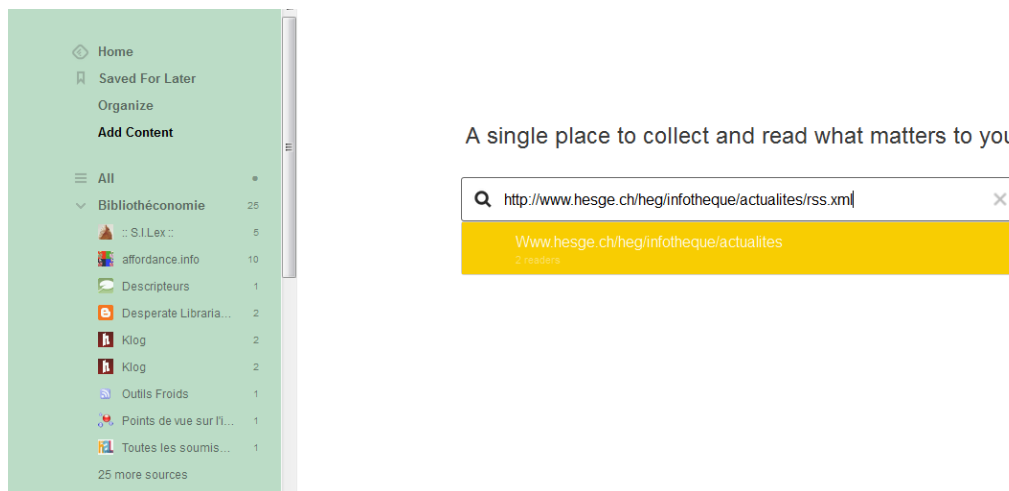 Home
Saved For Later
Organize
Add Content
All
Bibliothéconomie 25
:: S.I.Lex :: 5
affordance.info 10
Descripteurs 1
Desperate Libraria... 2
Klog 2
Klog 2
Outils Froids 1
Points de vue sur l'i... 1
Toutes les soumis... 1
25 more sources
A single place to collect and read what matters to you
http://www.hesge.ch/heg/infotheque/actualites/rss.xml
Www.hesge.ch/heg/infotheque/actualites
2 readers